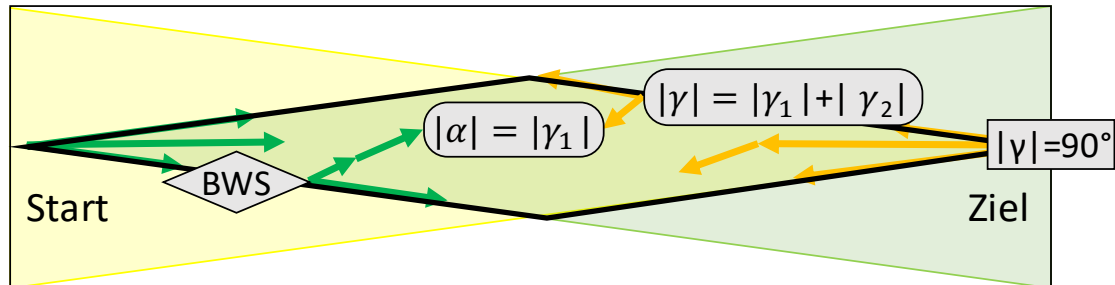 |γ| = |γ₁|+| γ₂|
|α| = |γ₁|
|γ|=90°
BWS
Start
Ziel